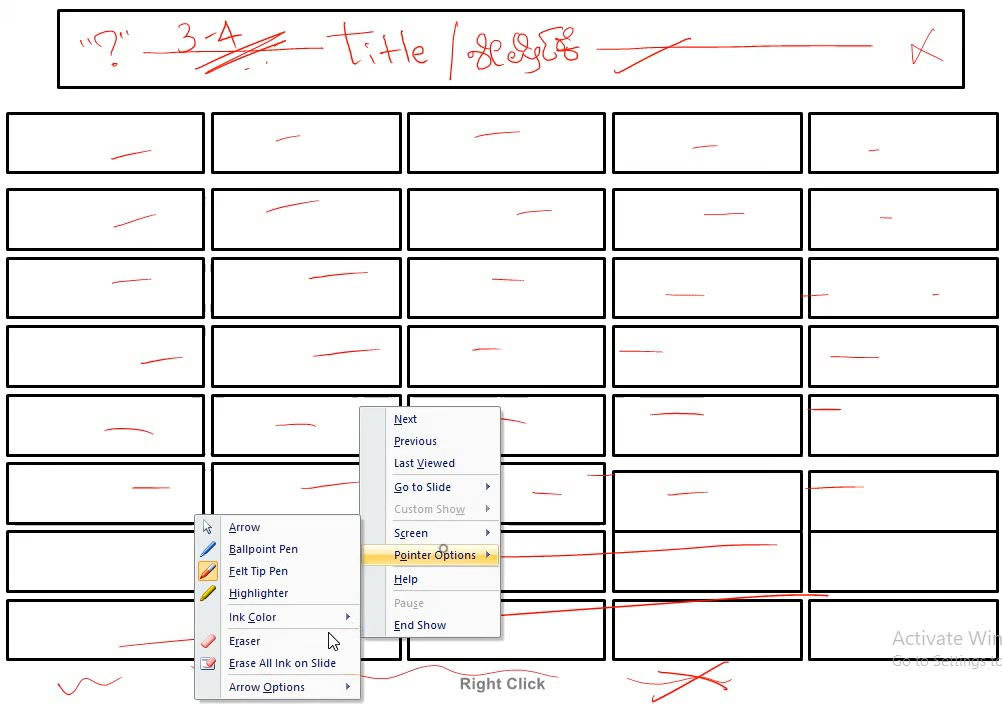 "?" 3-4 title /
Next
Previous
Last Viewed
Go to Slide
Custom Show
Screen
Pointer Options
Help
Pause
End Show
Arrow
Ballpoint Pen
Felt Tip Pen
Highlighter
Ink Color
Eraser
Erase All Ink on Slide
Arrow Options
Right Click
Activate Win
Go to Settings to